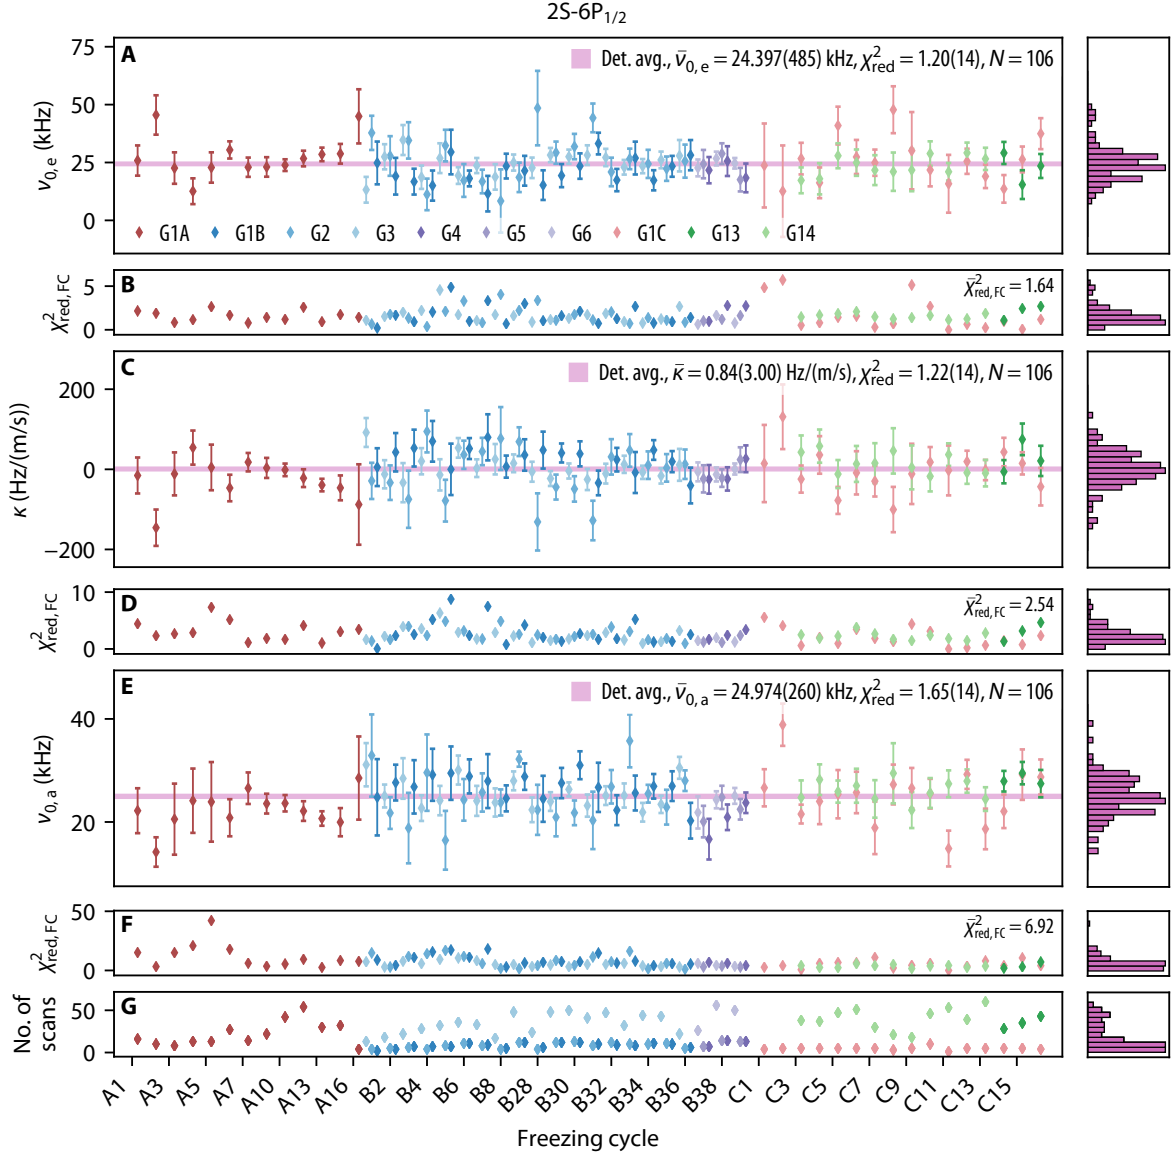 2S-6P1/2
A
Det. avg., ν̄0, e = 24.397(485) kHz, χ²red = 1.20(14), N = 106
75
50
25
0
ν0, e (kHz)
G1A G1B G2 G3 G4 G5 G6 G1C G13 G14
B
χ̄²red, FC = 1.64
5
0
χ²red, FC
C
Det. avg., κ̄ = 0.84(3.00) Hz/(m/s), χ²red = 1.22(14), N = 106
200
0
−200
κ (Hz/(m/s))
D
χ̄²red, FC = 2.54
10
0
χ²red, FC
E
Det. avg., ν̄0, a = 24.974(260) kHz, χ²red = 1.65(14), N = 106
40
20
ν0, a (kHz)
F
χ̄²red, FC = 6.92
50
0
χ²red, FC
G
50
0
No. of
scans
A1 A3 A5 A7 A10 A13 A16 B2 B4 B6 B8 B28 B30 B32 B34 B36 B38 C1 C3 C5 C7 C9 C11 C13 C15
Freezing cycle